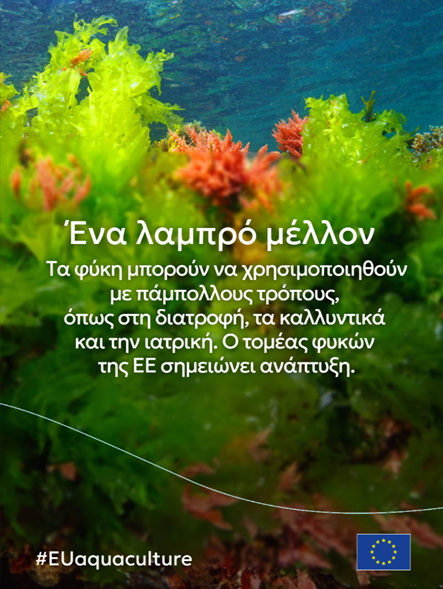 Ένα λαμπρό μέλλον
Τα φύκη μπορούν να χρησιμοποιηθούν
με πάμπολλους τρόπους,
όπως στη διατροφή, τα καλλυντικά
και την ιατρική. Ο τομέας φυκών
της ΕΕ σημειώνει ανάπτυξη.
#EUaquaculture